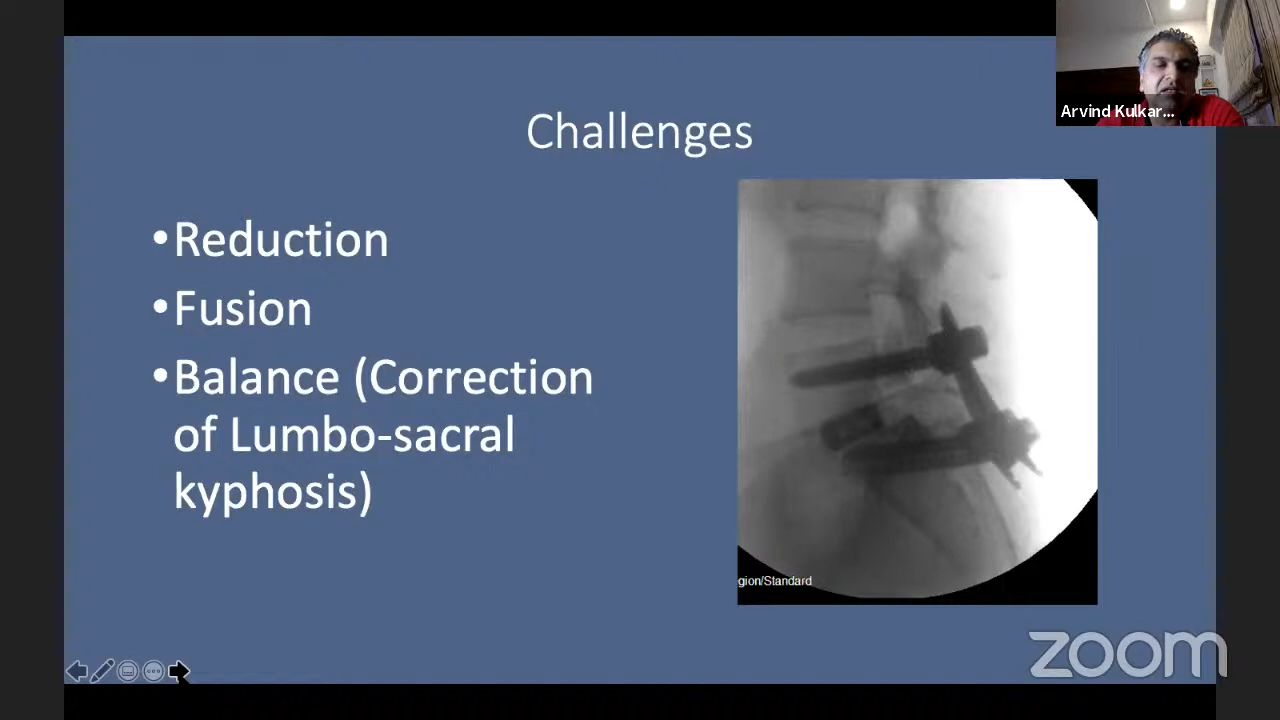 Arvind Kulkar...
Challenges
•Reduction
•Fusion
•Balance (Correction
of Lumbo-sacral
kyphosis)
gion/Standard
zoom